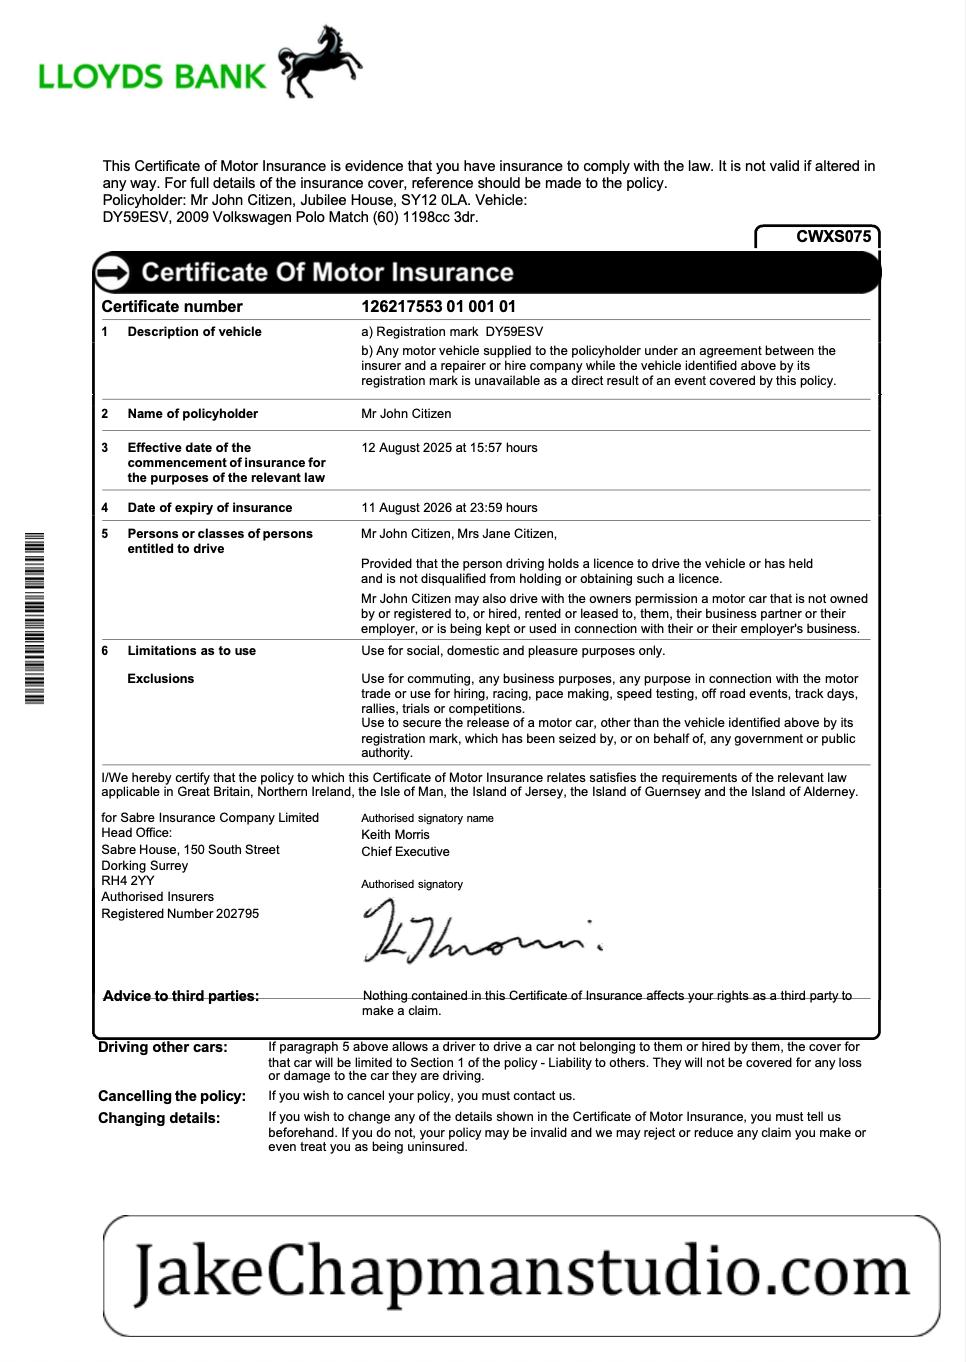 LLOYDS BANK
This Certificate of Motor Insurance is evidence that you have insurance to comply with the law. It is not valid if altered in
any way. For full details of the insurance cover, reference should be made to the policy.
Policyholder: Mr John Citizen, Jubilee House, SY12 0LA. Vehicle:
DY59ESV, 2009 Volkswagen Polo Match (60) 1198cc 3dr.
CWXS075
Certificate Of Motor Insurance
Certificate number 126217553 01 001 01
1 Description of vehicle a) Registration mark DY59ESV
b) Any motor vehicle supplied to the policyholder under an agreement between the
insurer and a repairer or hire company while the vehicle identified above by its
registration mark is unavailable as a direct result of an event covered by this policy.
2 Name of policyholder Mr John Citizen
3 Effective date of the 12 August 2025 at 15:57 hours
commencement of insurance for
the purposes of the relevant law
4 Date of expiry of insurance 11 August 2026 at 23:59 hours
5 Persons or classes of persons Mr John Citizen, Mrs Jane Citizen,
entitled to drive
Provided that the person driving holds a licence to drive the vehicle or has held
and is not disqualified from holding or obtaining such a licence.
Mr John Citizen may also drive with the owners permission a motor car that is not owned
by or registered to, or hired, rented or leased to, them, their business partner or their
employer, or is being kept or used in connection with their or their employer's business.
6 Limitations as to use Use for social, domestic and pleasure purposes only.
Exclusions Use for commuting, any business purposes, any purpose in connection with the motor
trade or use for hiring, racing, pace making, speed testing, off road events, track days,
rallies, trials or competitions.
Use to secure the release of a motor car, other than the vehicle identified above by its
registration mark, which has been seized by, or on behalf of, any government or public
authority.
I/We hereby certify that the policy to which this Certificate of Motor Insurance relates satisfies the requirements of the relevant law
applicable in Great Britain, Northern Ireland, the Isle of Man, the Island of Jersey, the Island of Guernsey and the Island of Alderney.
for Sabre Insurance Company Limited Authorised signatory name
Head Office: Keith Morris
Sabre House, 150 South Street Chief Executive
Dorking Surrey
RH4 2YY Authorised signatory
Authorised Insurers
Registered Number 202795
Advice to third parties: Nothing contained in this Certificate of Insurance affects your rights as a third party to
make a claim.
Driving other cars: If paragraph 5 above allows a driver to drive a car not belonging to them or hired by them, the cover for
that car will be limited to Section 1 of the policy - Liability to others. They will not be covered for any loss
or damage to the car they are driving.
Cancelling the policy: If you wish to cancel your policy, you must contact us.
Changing details: If you wish to change any of the details shown in the Certificate of Motor Insurance, you must tell us
beforehand. If you do not, your policy may be invalid and we may reject or reduce any claim you make or
even treat you as being uninsured.
JakeChapmanstudio.com